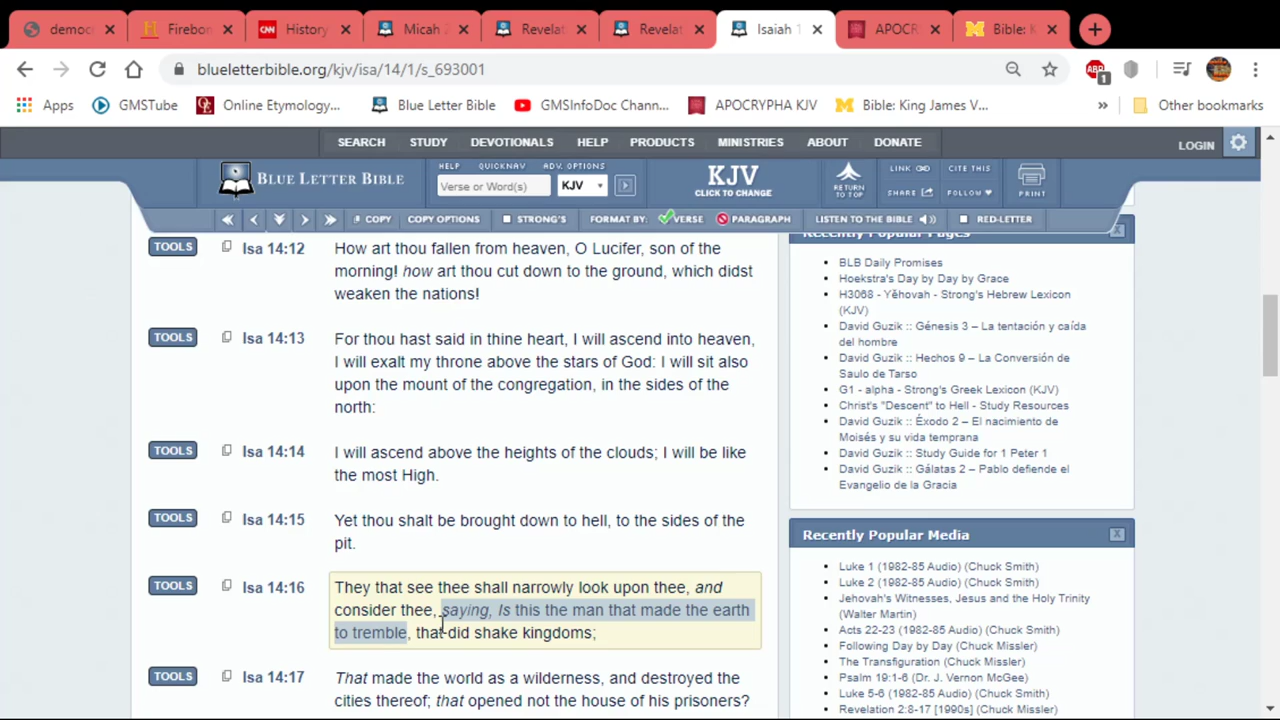 democ
Firebon
CNN
History
Micah
Revelat
Revelat
Isaiah 1
APOCR
Bible: K
blueletterbible.org/kjv/isa/14/1/s_693001
ABP
1
Apps
GMSTube
Online Etymology...
Blue Letter Bible
GMSInfoDoc Chann...
APOCRYPHA KJV
Bible: King James V...
»
Other bookmarks
SEARCH STUDY DEVOTIONALS HELP PRODUCTS MINISTRIES ABOUT DONATE
LOGIN
BLUE LETTER BIBLE
HELP QUICKNAV ADV. OPTIONS
Verse or Word(s)
KJV
KJV
CLICK TO CHANGE
RETURN
TO TOP
LINK
CITE THIS
SHARE
FOLLOW
PRINT
COPY COPY OPTIONS STRONG'S FORMAT BY: VERSE PARAGRAPH LISTEN TO THE BIBLE RED-LETTER
TOOLS Isa 14:12 How art thou fallen from heaven, O Lucifer, son of the
morning! how art thou cut down to the ground, which didst
weaken the nations!
TOOLS Isa 14:13 For thou hast said in thine heart, I will ascend into heaven,
I will exalt my throne above the stars of God: I will sit also
upon the mount of the congregation, in the sides of the
north:
TOOLS Isa 14:14 I will ascend above the heights of the clouds; I will be like
the most High.
TOOLS Isa 14:15 Yet thou shalt be brought down to hell, to the sides of the
pit.
TOOLS Isa 14:16 They that see thee shall narrowly look upon thee, and
consider thee, saying, Is this the man that made the earth
to tremble, that did shake kingdoms;
TOOLS Isa 14:17 That made the world as a wilderness, and destroyed the
cities thereof; that opened not the house of his prisoners?
Recently Popular Pages
BLB Daily Promises
Hoekstra's Day by Day by Grace
H3068 - Yĕhovah - Strong's Hebrew Lexicon
(KJV)
David Guzik :: Génesis 3 – La tentación y caída
del hombre
David Guzik :: Hechos 9 – La Conversión de
Saulo de Tarso
G1 - alpha - Strong's Greek Lexicon (KJV)
Christ's "Descent" to Hell - Study Resources
David Guzik :: Éxodo 2 – El nacimiento de
Moisés y su vida temprana
David Guzik :: Study Guide for 1 Peter 1
David Guzik :: Gálatas 2 – Pablo defiende el
Evangelio de la Gracia
Recently Popular Media
Luke 1 (1982-85 Audio) (Chuck Smith)
Luke 2 (1982-85 Audio) (Chuck Smith)
Jehovah's Witnesses, Jesus and the Holy Trinity
(Walter Martin)
Acts 22-23 (1982-85 Audio) (Chuck Smith)
Following Day by Day (Chuck Missler)
The Transfiguration (Chuck Missler)
Psalm 19:1-6 (Dr. J. Vernon McGee)
Luke 5-6 (1982-85 Audio) (Chuck Smith)
Revelation 2:8-17 [1990s] (Chuck Missler)